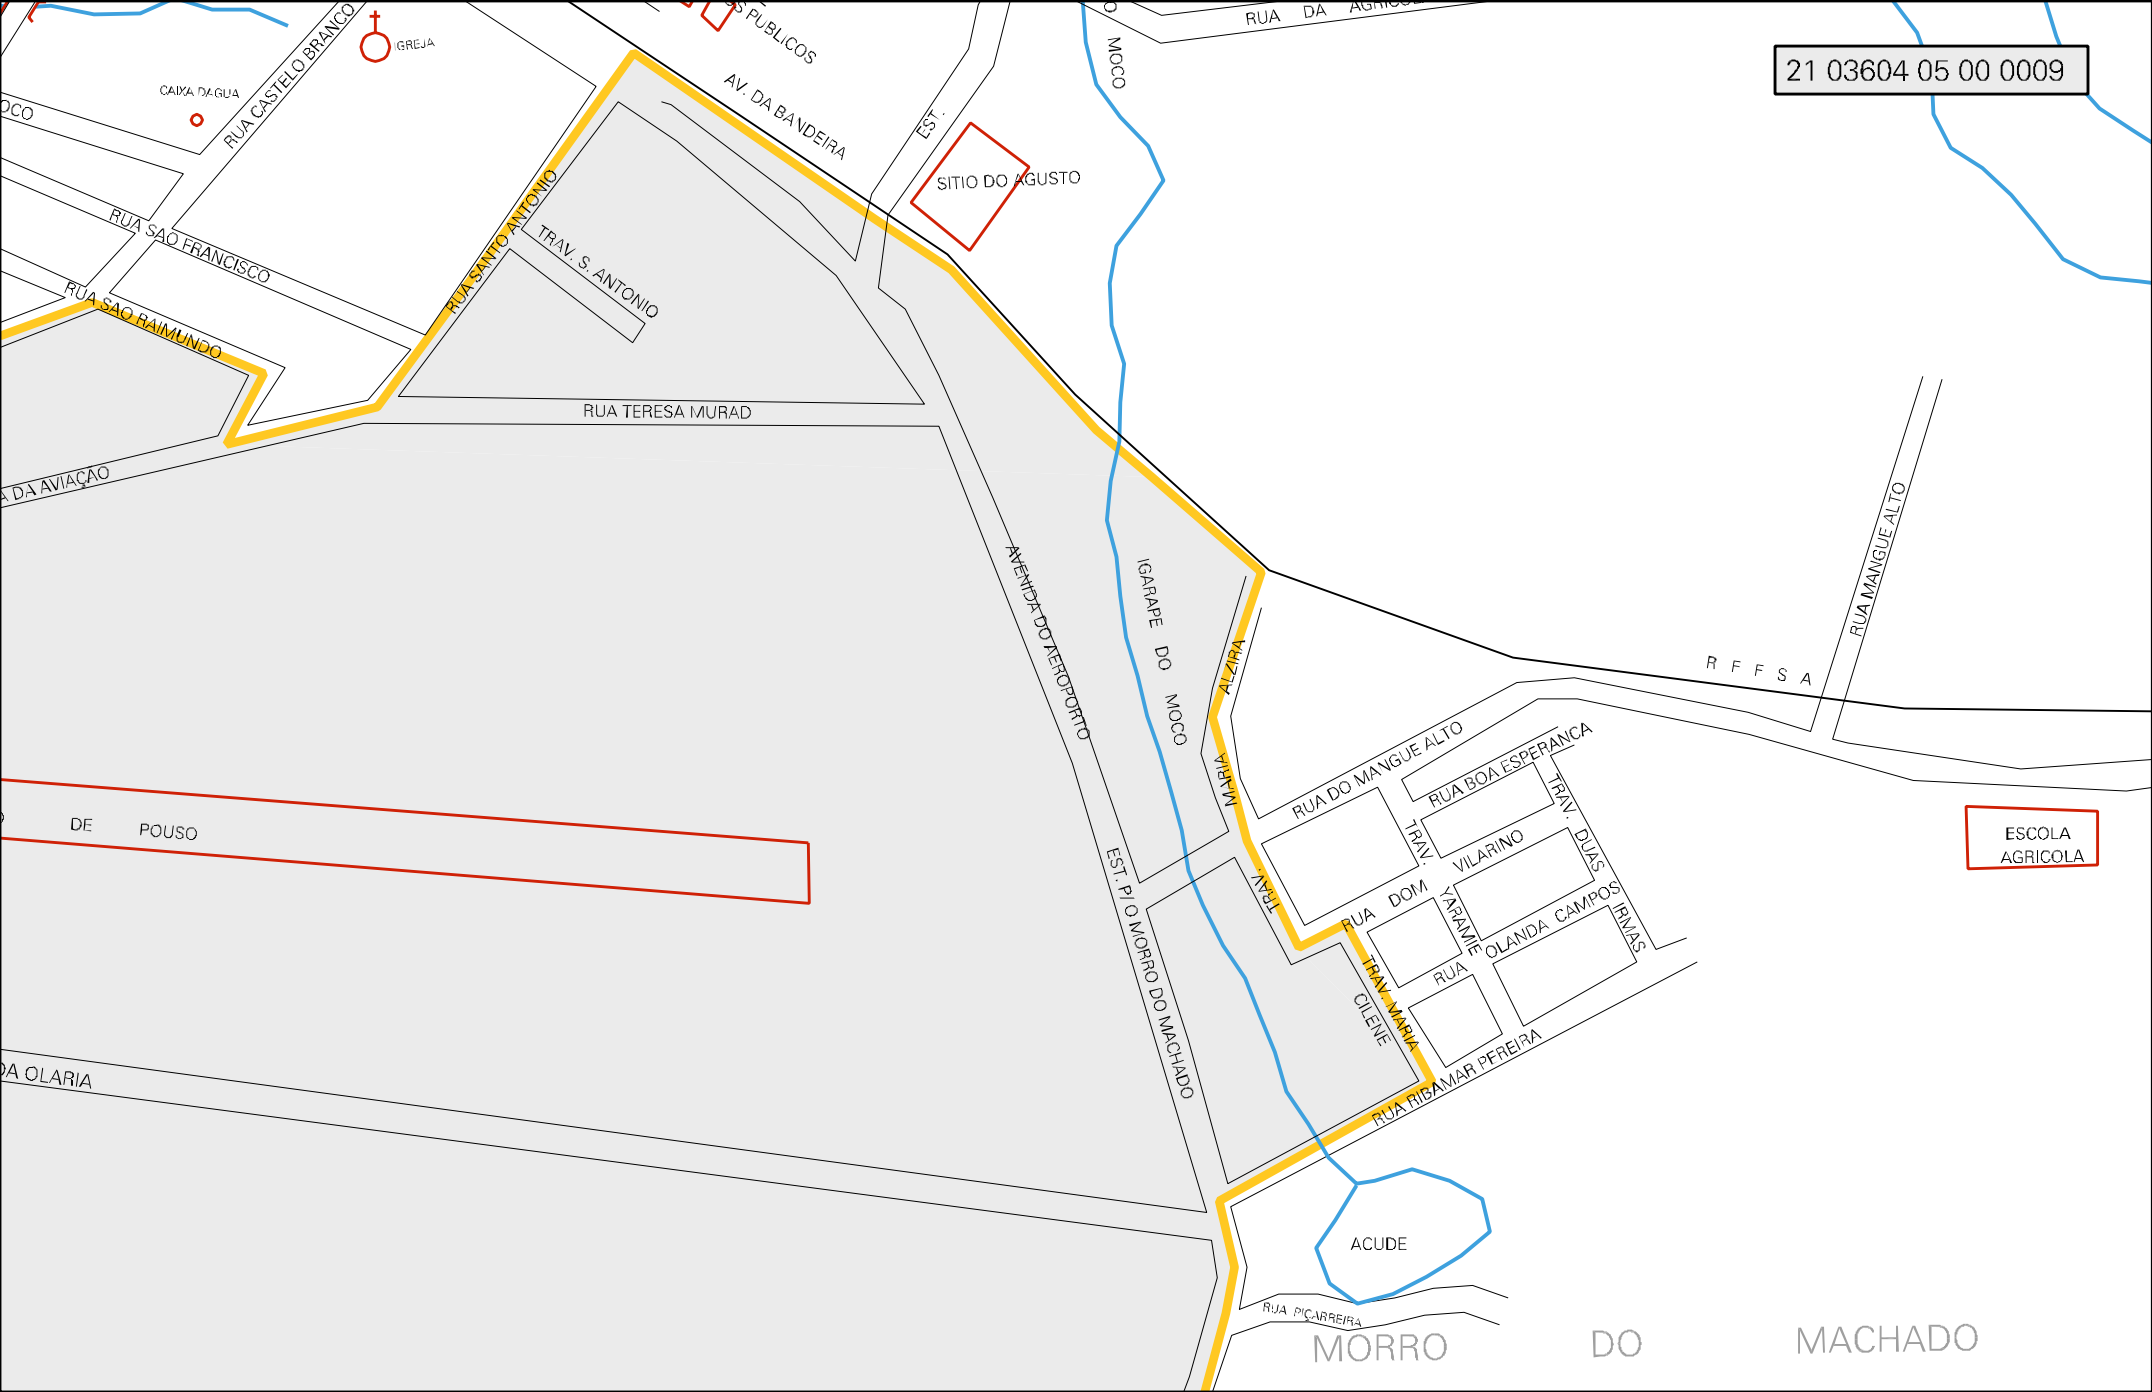 RUA DA
MOCO
S PUBLICOS
21 03604 05 00 0009
IGREJA
CAIXA DAGUA
RUA CASTELO BRANCO
AV. DA BANDEIRA
EST.
OCO
SITIO DO AGUSTO
RUA SAO FRANCISCO
RUA SANTO ANTONIO
TRAV. S. ANTONIO
RUA SAO RAIMUNDO
RUA TERESA MURAD
A DA AVIAÇÃO
RUA MANGUE ALTO
AVENIDA DO AEROPORTO
IGARAPE DO MOCO
TRAV. MARIA ALZIRA
R F F S A
RUA DO MANGUE ALTO
RUA BOA ESPERANCA
TRAV. DUAS IRMAS
TRAV. YARAMIE
RUA DOM VILARINO
RUA OLANDA CAMPOS
ESCOLA
AGRICOLA
DE POUSO
EST. P/ O MORRO DO MACHADO
TRAV. MARIA
CILENE
RUA RIBAMAR PEREIRA
DA OLARIA
ACUDE
RUA PIÇARREIRA
MORRO DO MACHADO